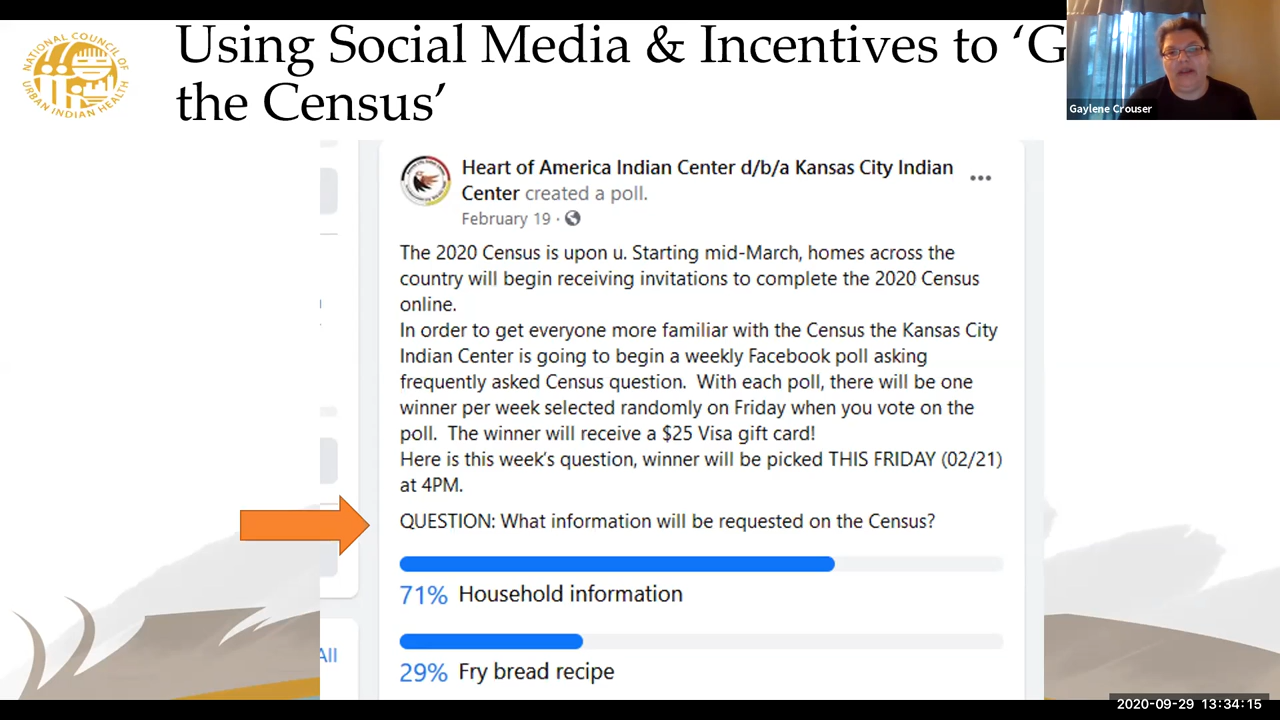 NATIONAL COUNCIL OF
URBAN INDIAN HEALTH
Using Social Media & Incentives to ‘G
the Census’
Gaylene Crouser
Heart of America Indian Center d/b/a Kansas City Indian
Center created a poll.
February 19 ·
The 2020 Census is upon u. Starting mid-March, homes across the
country will begin receiving invitations to complete the 2020 Census
online.
In order to get everyone more familiar with the Census the Kansas City
Indian Center is going to begin a weekly Facebook poll asking
frequently asked Census question. With each poll, there will be one
winner per week selected randomly on Friday when you vote on the
poll. The winner will receive a $25 Visa gift card!
Here is this week's question, winner will be picked THIS FRIDAY (02/21)
at 4PM.
QUESTION: What information will be requested on the Census?
71% Household information
29% Fry bread recipe
All
2020-09-29 13:34:15